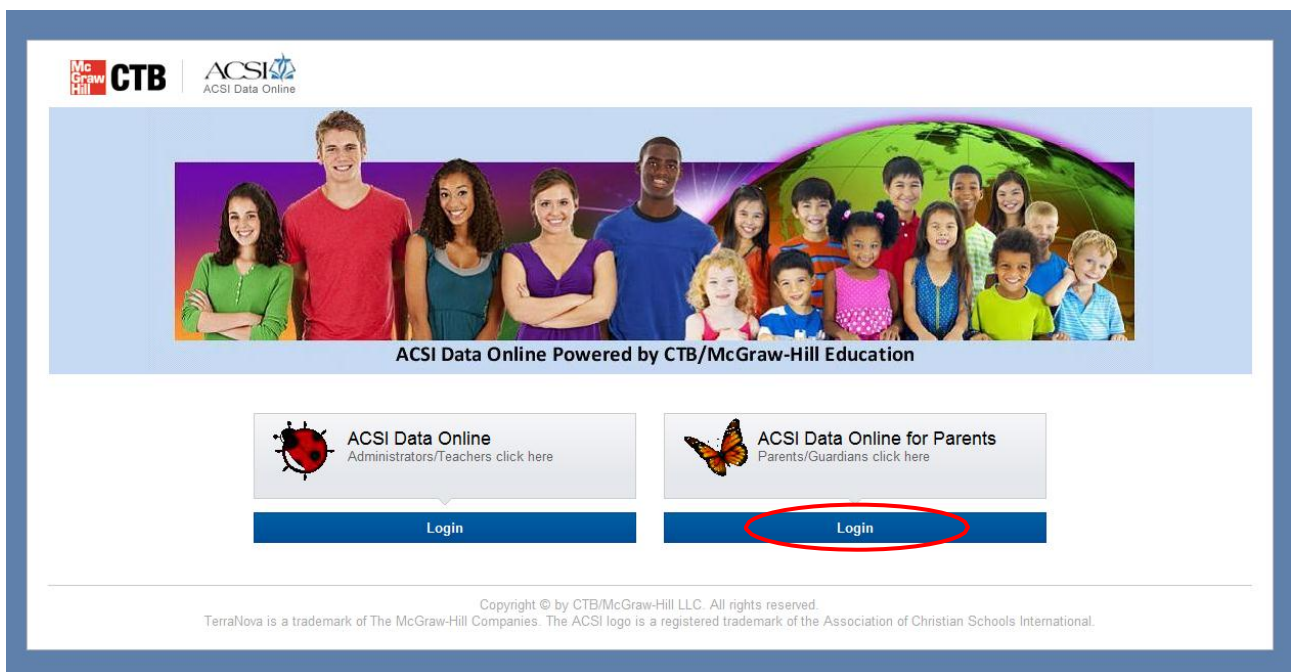 Mc
Graw
Hill
CTB
ACSI
ACSI Data Online
ACSI Data Online Powered by CTB/McGraw-Hill Education
ACSI Data Online
Administrators/Teachers click here
Login
ACSI Data Online for Parents
Parents/Guardians click here
Login
Copyright © by CTB/McGraw-Hill LLC. All rights reserved.
TerraNova is a trademark of The McGraw-Hill Companies. The ACSI logo is a registered trademark of the Association of Christian Schools International.